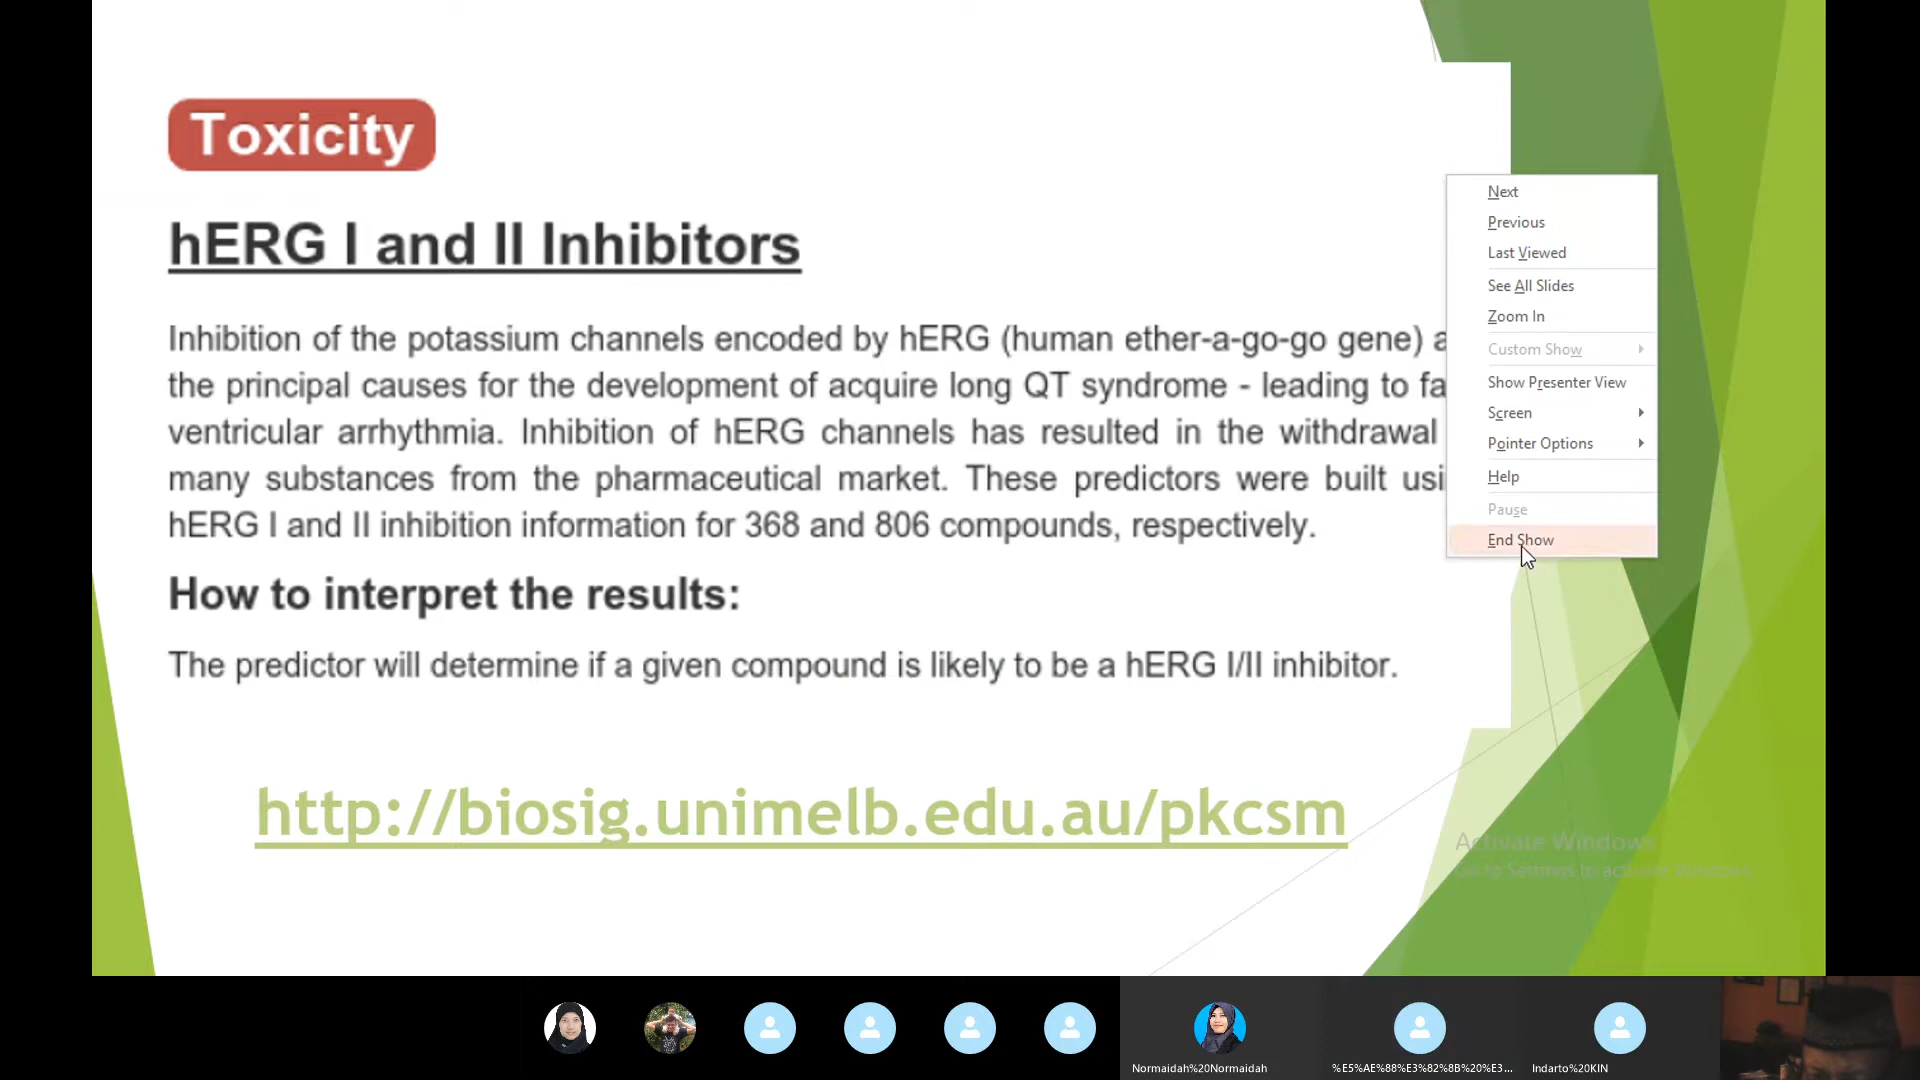 Toxicity
hERG I and II Inhibitors
Inhibition of the potassium channels encoded by hERG (human ether-a-go-go gene)
the principal causes for the development of acquire long QT syndrome - leading to fa
ventricular arrhythmia. Inhibition of hERG channels has resulted in the withdrawal
many substances from the pharmaceutical market. These predictors were built usi
hERG I and II inhibition information for 368 and 806 compounds, respectively.
How to interpret the results:
The predictor will determine if a given compound is likely to be a hERG I/II inhibitor.
http://biosig.unimelb.edu.au/pkcsm
Next
Previous
Last Viewed
See All Slides
Zoom In
Custom Show
Show Presenter View
Screen
Pointer Options
Help
Pause
End Show
Activate Windows
Go to Settings to activate Windows.
Normaidah%20Normaidah
%E5%AE%88%E3%82%8B%20%E3...
Indarto%20KIN